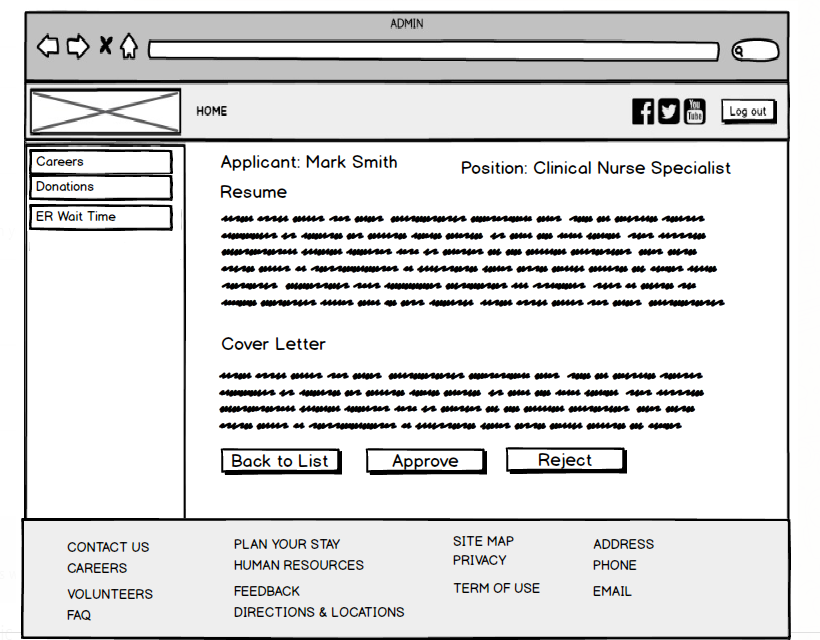 ADMIN
HOME
You
Tube
Log out
Careers
Donations
ER Wait Time
Applicant: Mark Smith
Position: Clinical Nurse Specialist
Resume
Cover Letter
Back to List
Approve
Reject
CONTACT US
CAREERS
VOLUNTEERS
FAQ
PLAN YOUR STAY
HUMAN RESOURCES
FEEDBACK
DIRECTIONS & LOCATIONS
SITE MAP
PRIVACY
TERM OF USE
ADDRESS
PHONE
EMAIL